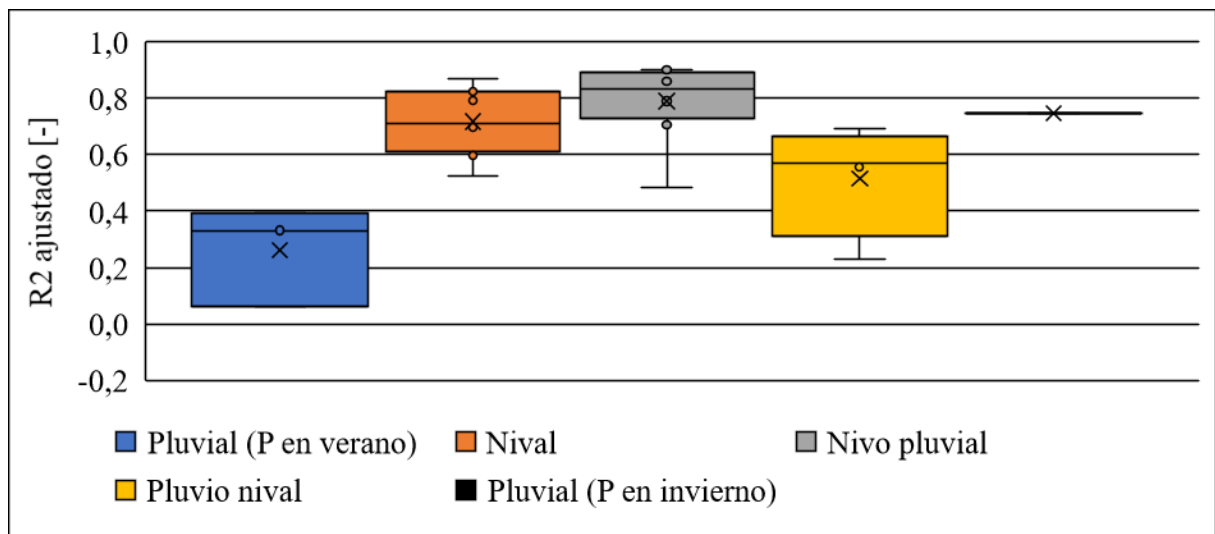 R2 ajustado [-]
1,0
0,8
0,6
0,4
0,2
0,0
-0,2
Pluvial (P en verano) Nival Nivo pluvial
Pluvio nival Pluvial (P en invierno)